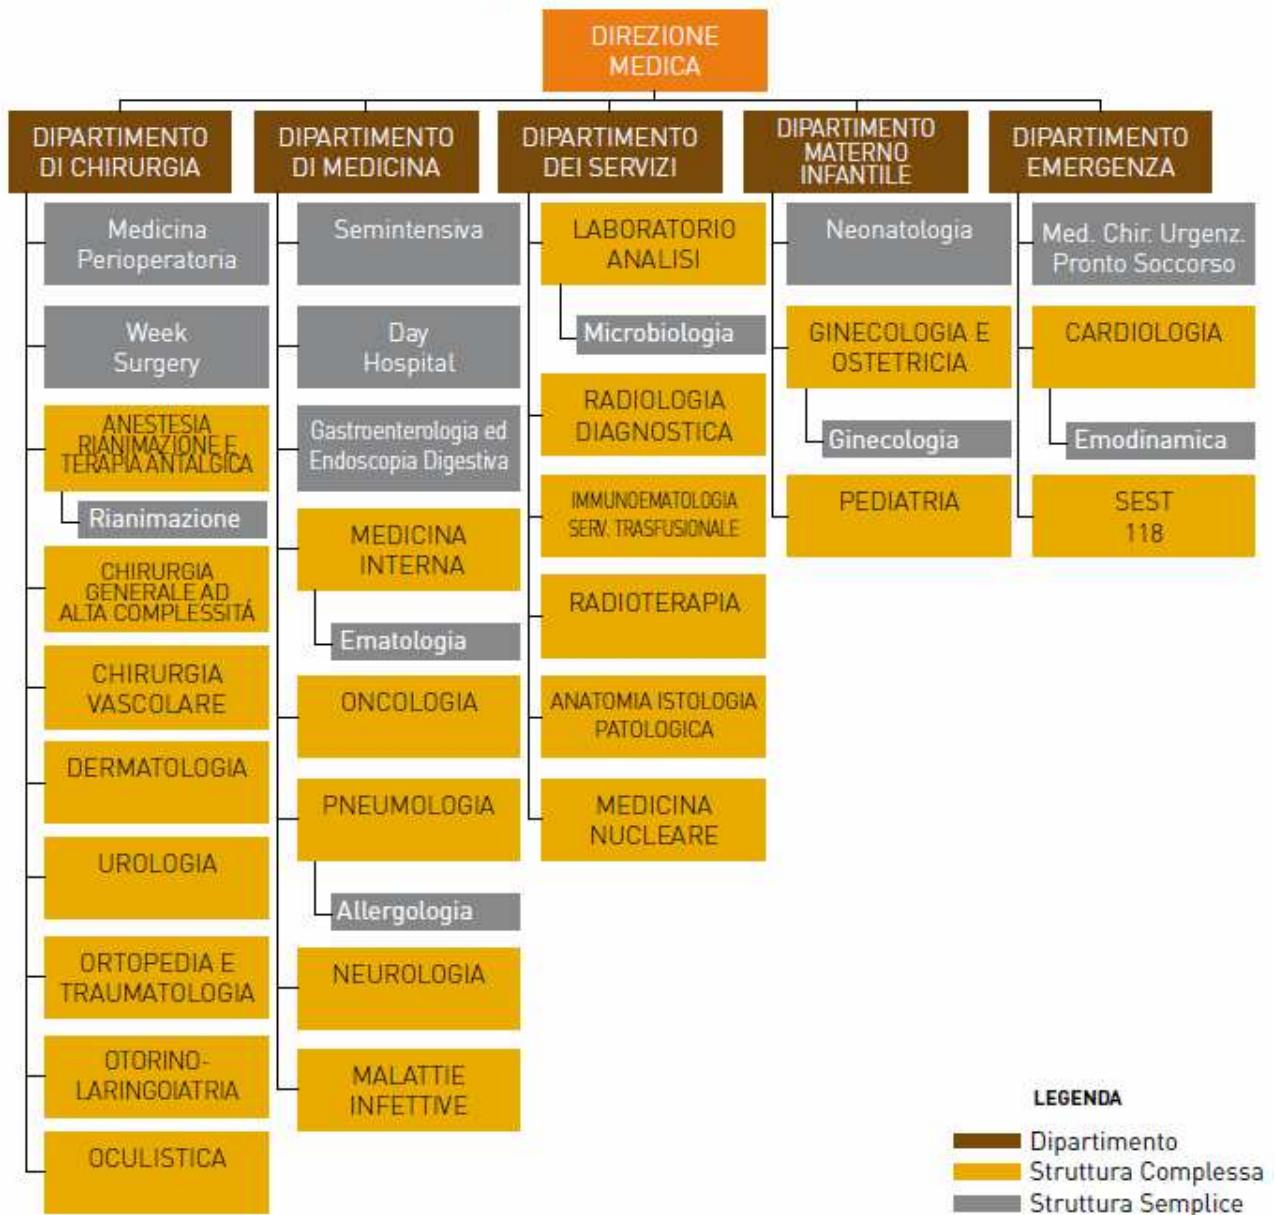 DIREZIONE
MEDICA
DIPARTIMENTO
DI CHIRURGIA
Medicina
Perioperatoria
Week
Surgery
ANESTESIA
RIANIMAZIONE E
TERAPIA ANTALGICA
Rianimazione
CHIRURGIA
GENERALE AD
ALTA COMPLESSITÁ
CHIRURGIA
VASCOLARE
DERMATOLOGIA
UROLOGIA
ORTOPEDIA E
TRAUMATOLOGIA
OTORINO-
LARINGOIATRIA
OCULISTICA
DIPARTIMENTO
DI MEDICINA
Semintensiva
Day
Hospital
Gastroenterologia ed
Endoscopia Digestiva
MEDICINA
INTERNA
Ematologia
ONCOLOGIA
PNEUMOLOGIA
Allergologia
NEUROLOGIA
MALATTIE
INFETTIVE
DIPARTIMENTO
DEI SERVIZI
LABORATORIO
ANALISI
Microbiologia
RADIOLOGIA
DIAGNOSTICA
IMMUNOEMATOLOGIA
SERV. TRASFUSIONALE
RADIOTERAPIA
ANATOMIA ISTOLOGIA
PATOLOGICA
MEDICINA
NUCLEARE
DIPARTIMENTO
MATERNO
INFANTILE
Neonatologia
GINECOLOGIA E
OSTETRICIA
Ginecologia
PEDIATRIA
DIPARTIMENTO
EMERGENZA
Med. Chir. Urgenz.
Pronto Soccorso
CARDIOLOGIA
Emodinamica
SEST
118
LEGENDA
Dipartimento
Struttura Complessa
Struttura Semplice